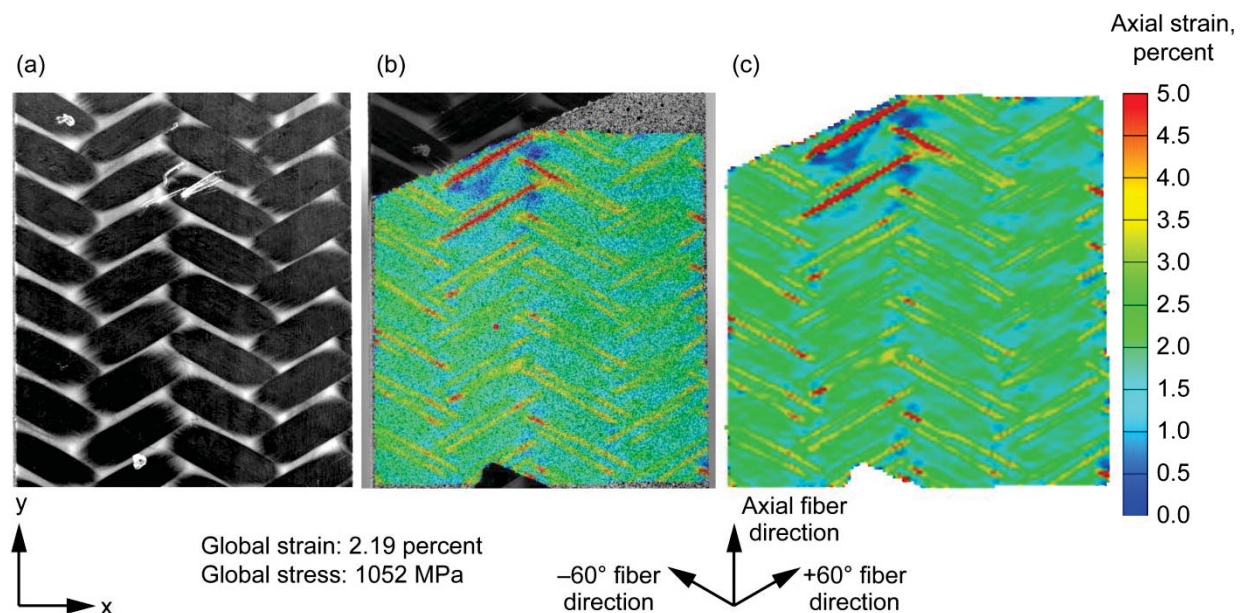 Axial strain,
percent
(a)
(b)
(c)
5.0
4.5
4.0
3.5
3.0
2.5
2.0
1.5
1.0
0.5
0.0
y
x
Global strain: 2.19 percent
Global stress: 1052 MPa
Axial fiber
direction
–60° fiber
direction
+60° fiber
direction